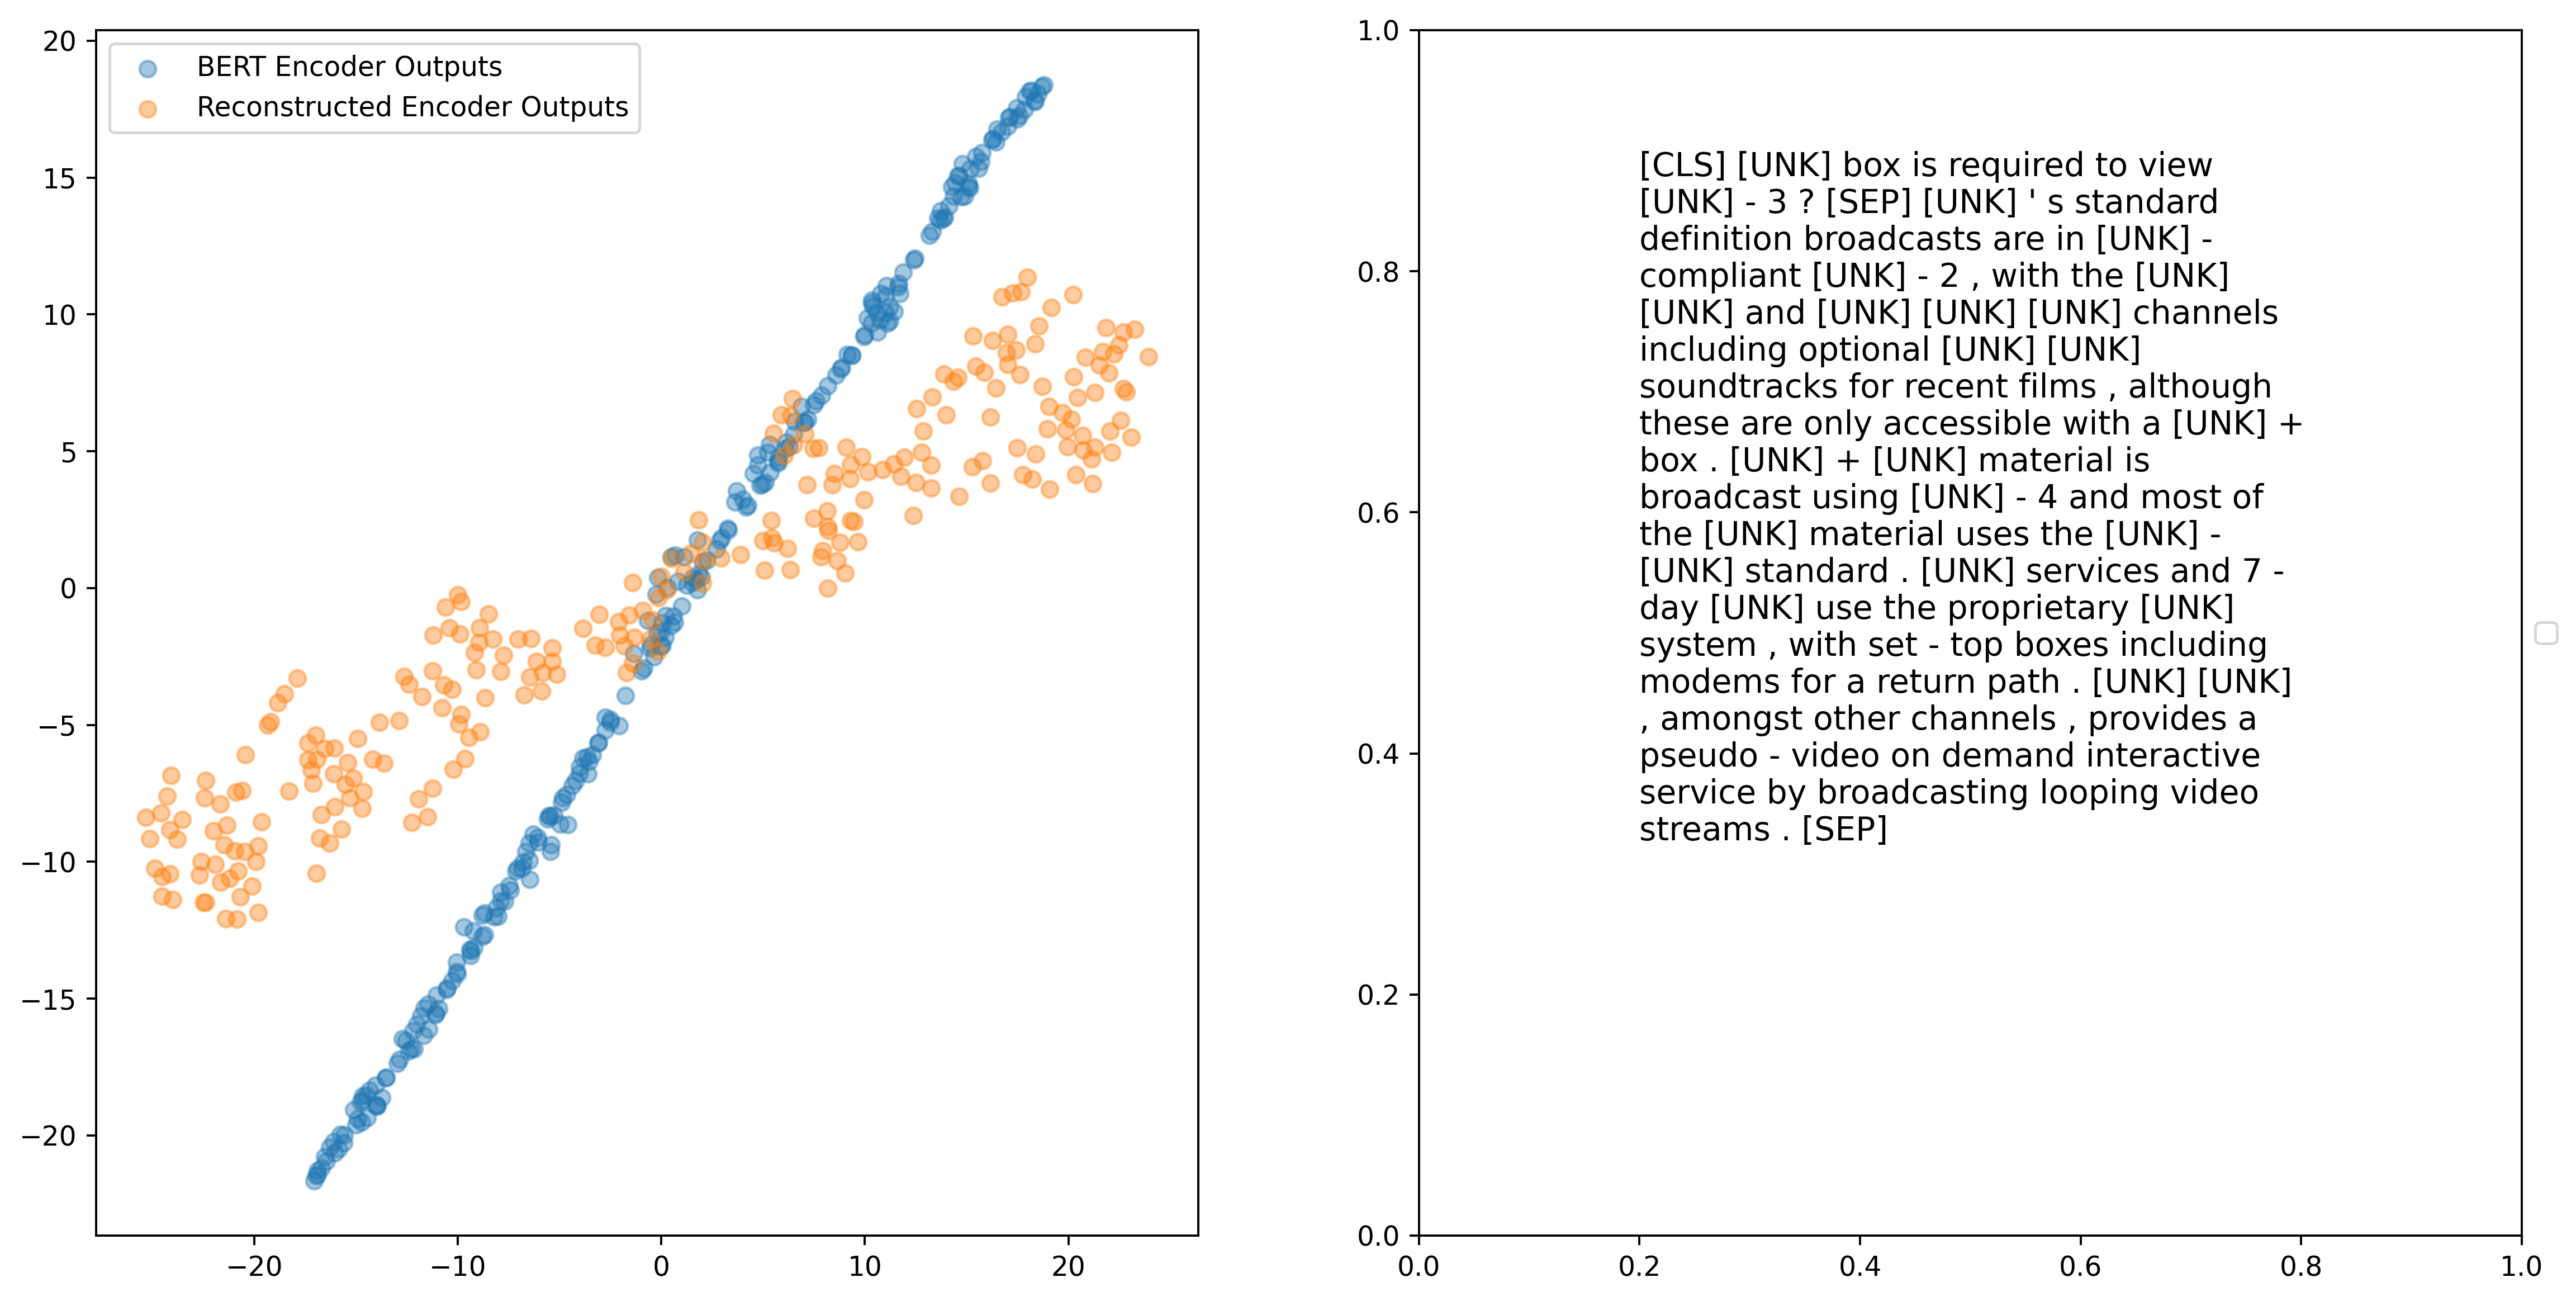 BERT Encoder Outputs
Reconstructed Encoder Outputs
20
15
10
5
0
−5
−10
−15
−20
−20
−10
0
10
20
1.0
0.8
0.6
0.4
0.2
0.0
0.0
0.2
0.4
0.6
0.8
1.0
[CLS] [UNK] box is required to view
[UNK] - 3 ? [SEP] [UNK] ' s standard
definition broadcasts are in [UNK] -
compliant [UNK] - 2 , with the [UNK]
[UNK] and [UNK] [UNK] [UNK] channels
including optional [UNK] [UNK]
soundtracks for recent films , although
these are only accessible with a [UNK] +
box . [UNK] + [UNK] material is
broadcast using [UNK] - 4 and most of
the [UNK] material uses the [UNK] -
[UNK] standard . [UNK] services and 7 -
day [UNK] use the proprietary [UNK]
system , with set - top boxes including
modems for a return path . [UNK] [UNK]
, amongst other channels , provides a
pseudo - video on demand interactive
service by broadcasting looping video
streams . [SEP]